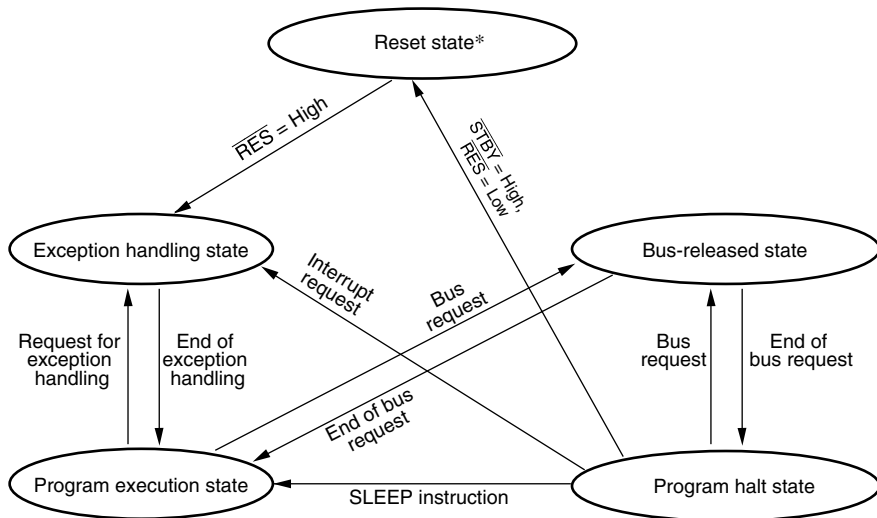 Reset state*
RES = High
STBY = High,
RES = Low
Exception handling state
Bus-released state
Interrupt
request
Bus
request
Request for
exception
handling
End of
exception
handling
Bus
request
End of
bus request
End of bus
request
Program execution state
SLEEP instruction
Program halt state